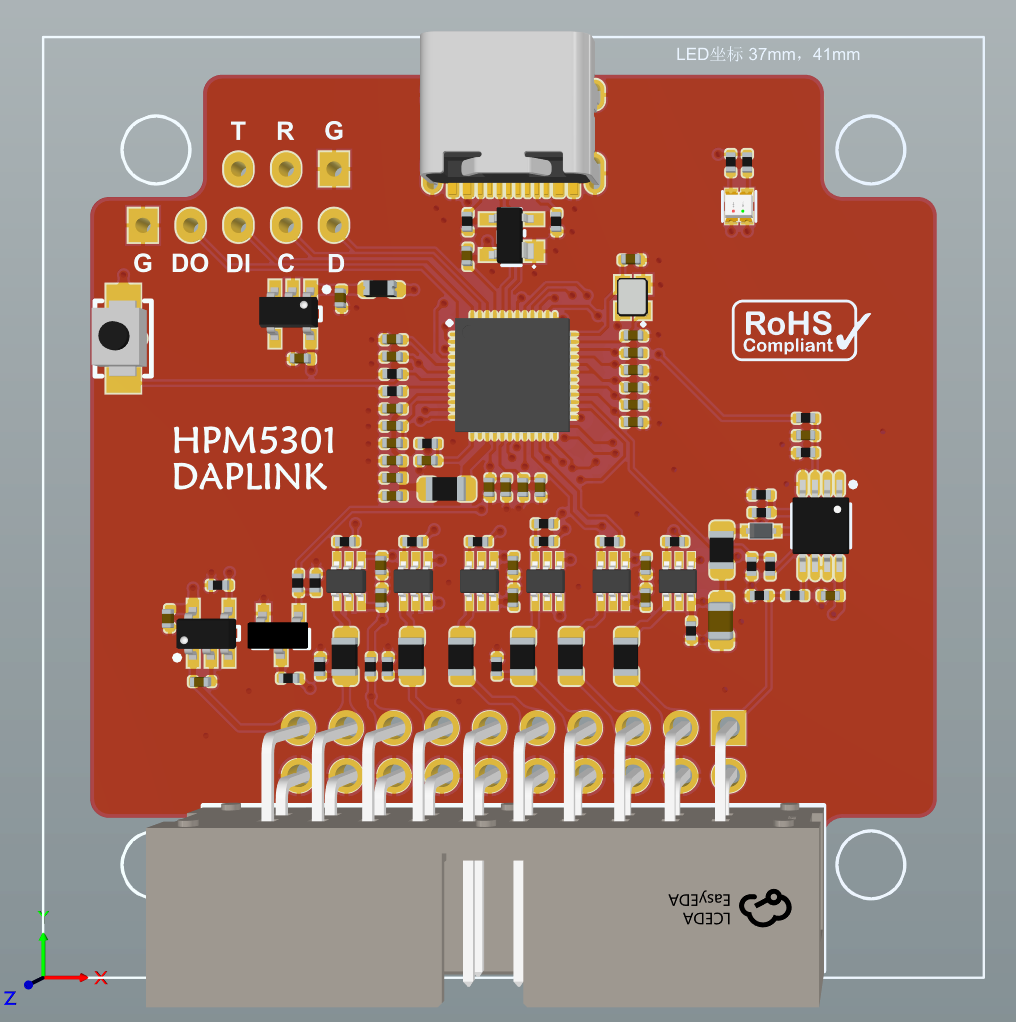 LED坐标 37mm，41mm
T R G
G DO DI C D
RoHS
Compliant
HPM5301
DAPLINK
LCEDA
EasyEDA
Y
X
Z